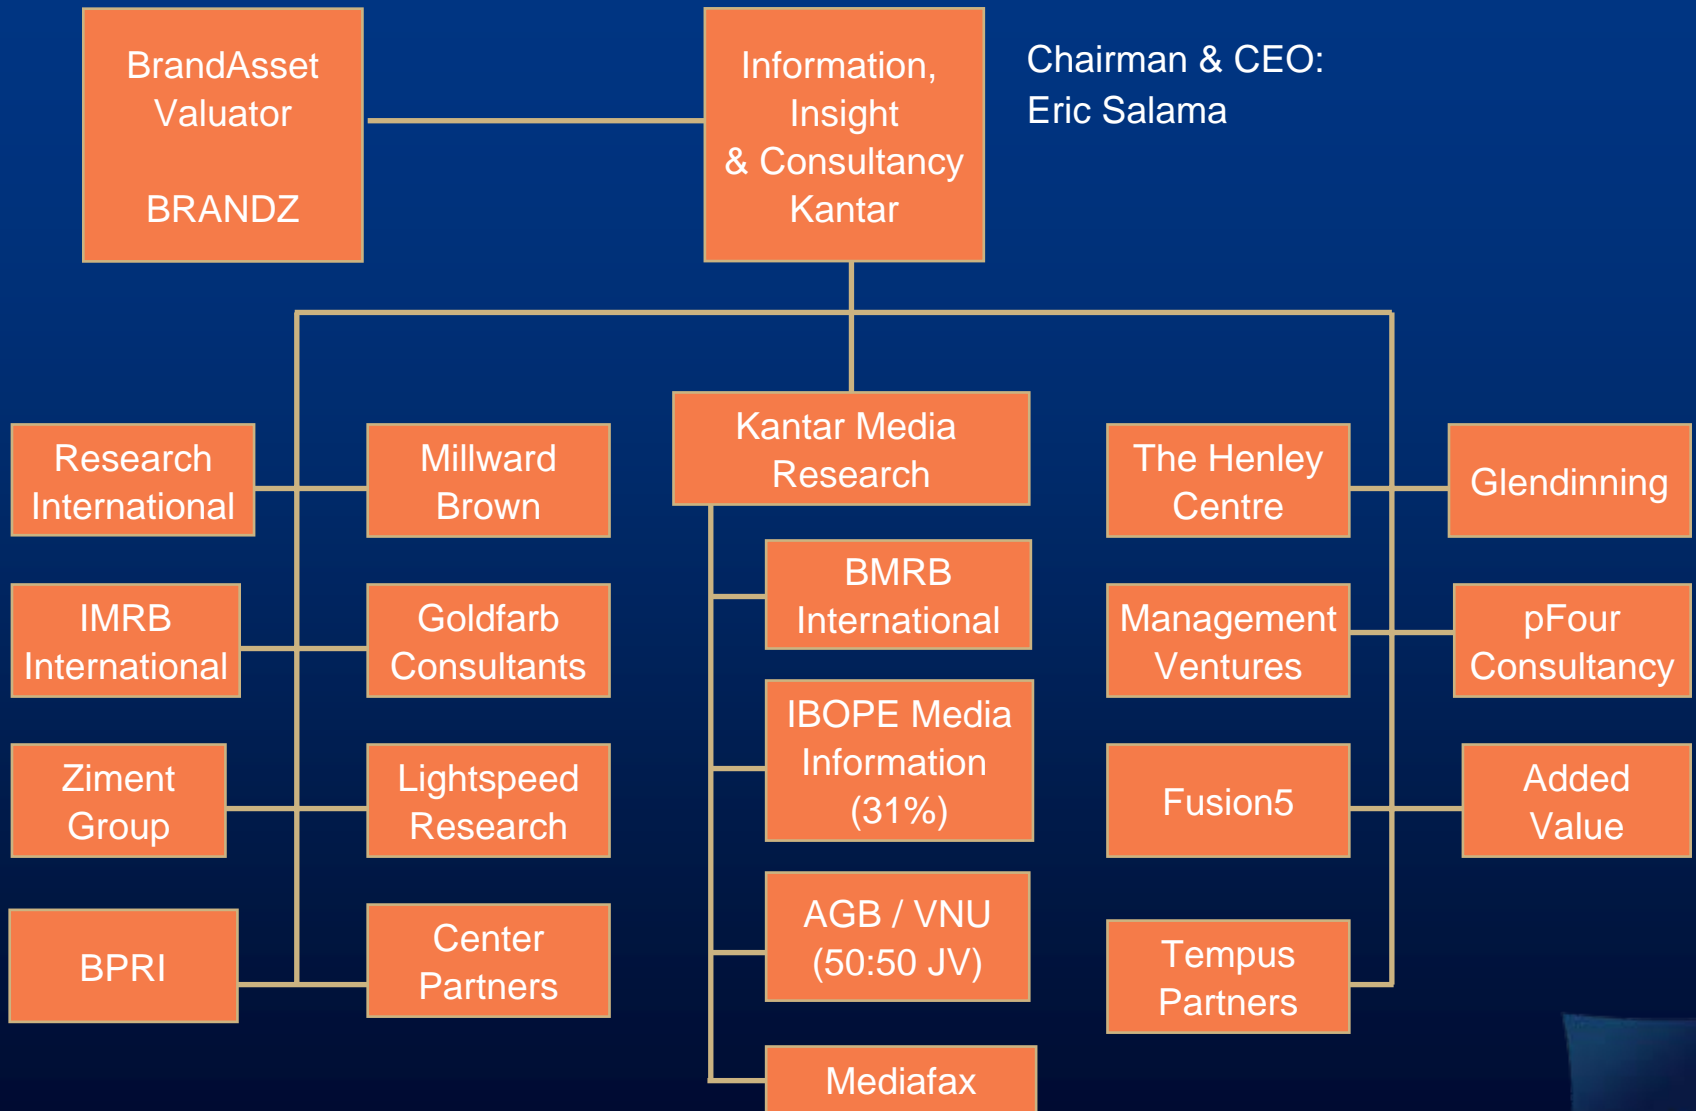 BrandAsset
Valuator
BRANDZ
Information,
Insight
& Consultancy
Kantar
Chairman & CEO:
Eric Salama
Research
International
Millward
Brown
IMRB
International
Goldfarb
Consultants
Ziment
Group
Lightspeed
Research
BPRI
Center
Partners
Kantar Media
Research
BMRB
International
IBOPE Media
Information
(31%)
AGB / VNU
(50:50 JV)
Mediafax
The Henley
Centre
Glendinning
Management
Ventures
pFour
Consultancy
Fusion5
Added
Value
Tempus
Partners